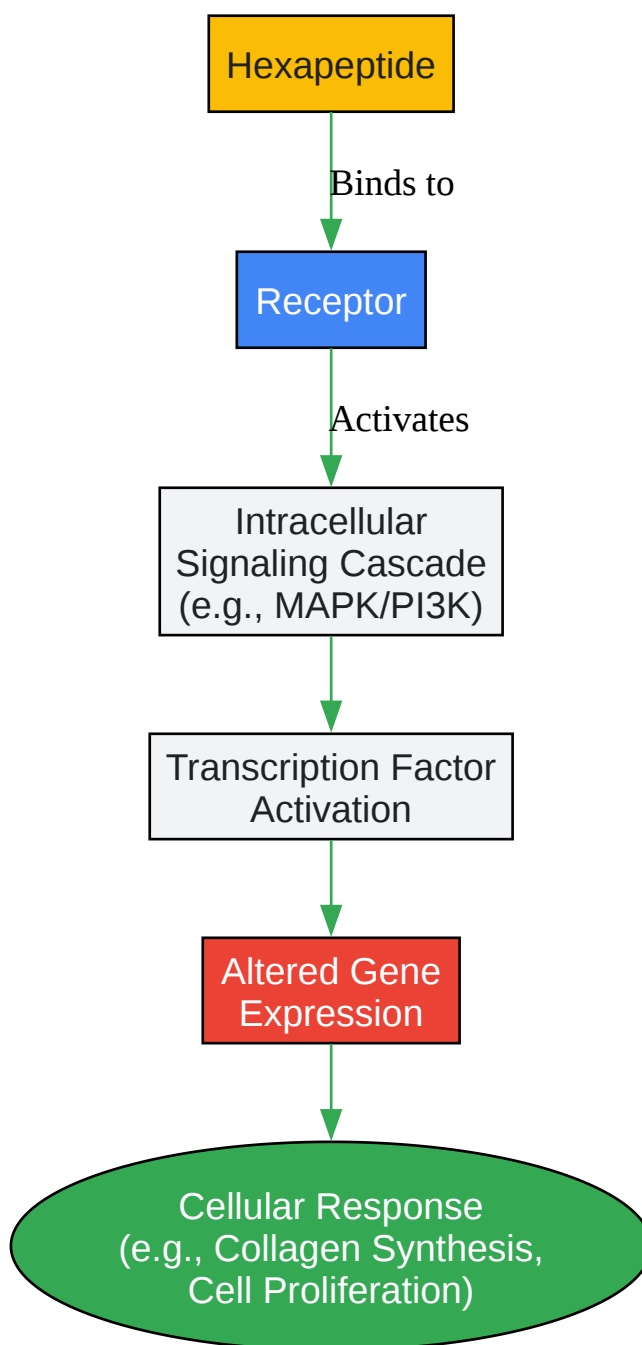 Hexapeptide
Binds to
Receptor
Activates
Intracellular
Signaling Cascade
(e.g., MAPK/PI3K)
Transcription Factor
Activation
Altered Gene
Expression
Cellular Response
(e.g., Collagen Synthesis,
Cell Proliferation)